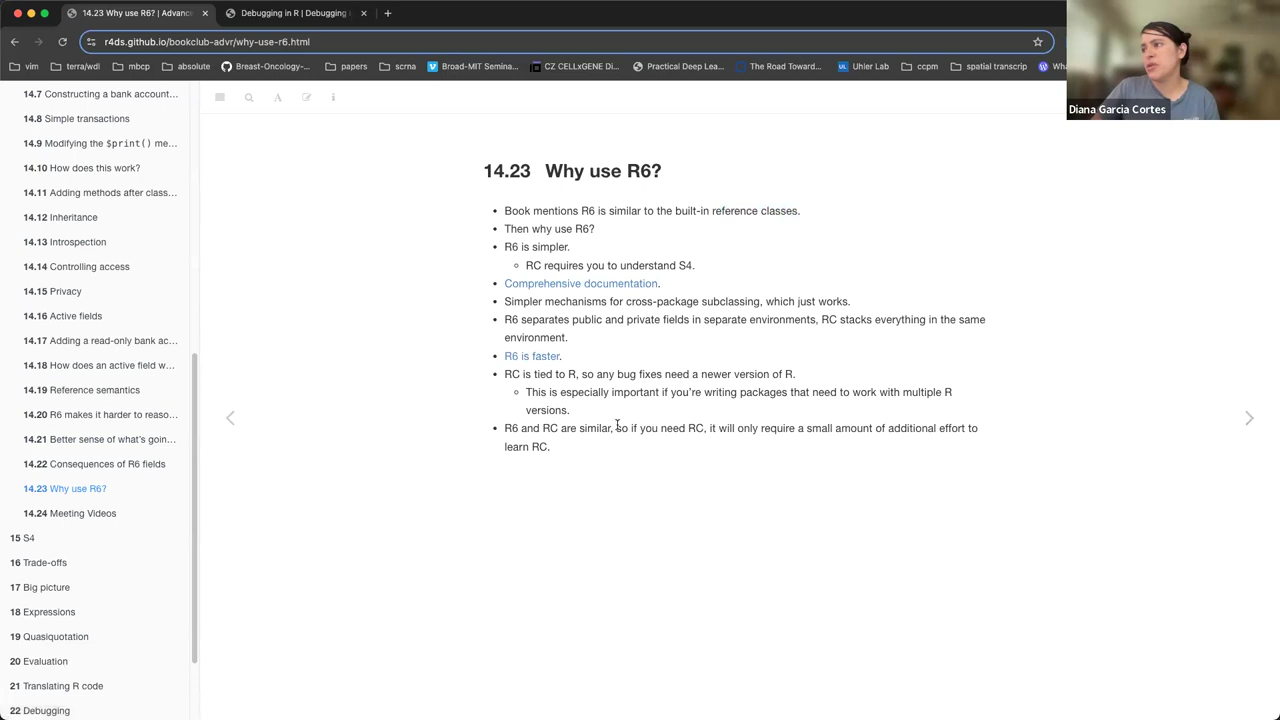 14.23 Why use R6? | Advanc
Debugging in R | Debugging
r4ds.github.io/bookclub-advr/why-use-r6.html
vim
terra/wdl
mbcp
absolute
Breast-Oncology-...
papers
scrna
Broad-MIT Semina...
CZ CELLxGENE Di...
Practical Deep Lea...
The Road Toward...
UL
Uhler Lab
ccpm
spatial transcrip
Wh
Diana Garcia Cortes
14.7 Constructing a bank account…
14.8 Simple transactions
14.9 Modifying the $print() me…
14.10 How does this work?
14.11 Adding methods after class…
14.12 Inheritance
14.13 Introspection
14.14 Controlling access
14.15 Privacy
14.16 Active fields
14.17 Adding a read-only bank ac…
14.18 How does an active field w…
14.19 Reference semantics
14.20 R6 makes it harder to reaso…
14.21 Better sense of what's goin…
14.22 Consequences of R6 fields
14.23 Why use R6?
14.24 Meeting Videos
15 S4
16 Trade-offs
17 Big picture
18 Expressions
19 Quasiquotation
20 Evaluation
21 Translating R code
22 Debugging
14.23 Why use R6?
• Book mentions R6 is similar to the built-in reference classes.
• Then why use R6?
• R6 is simpler.
RC requires you to understand S4.
• Comprehensive documentation.
• Simpler mechanisms for cross-package subclassing, which just works.
• R6 separates public and private fields in separate environments, RC stacks everything in the same
environment.
• R6 is faster.
• RC is tied to R, so any bug fixes need a newer version of R.
This is especially important if you're writing packages that need to work with multiple R
versions.
• R6 and RC are similar, so if you need RC, it will only require a small amount of additional effort to
learn RC.